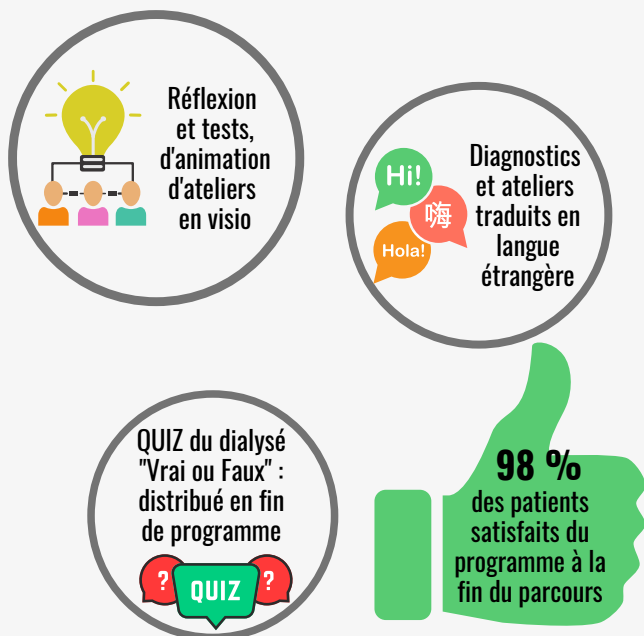 Réflexion
et tests,
d'animation
d'ateliers
en visio
Hi!
嗨
Hola!
Diagnostics
et ateliers
traduits en
langue
étrangère
QUIZ du dialysé
"Vrai ou Faux" :
distribué en fin
de programme
?
QUIZ
?
98 %
des patients
satisfaits du
programme à la
fin du parcours